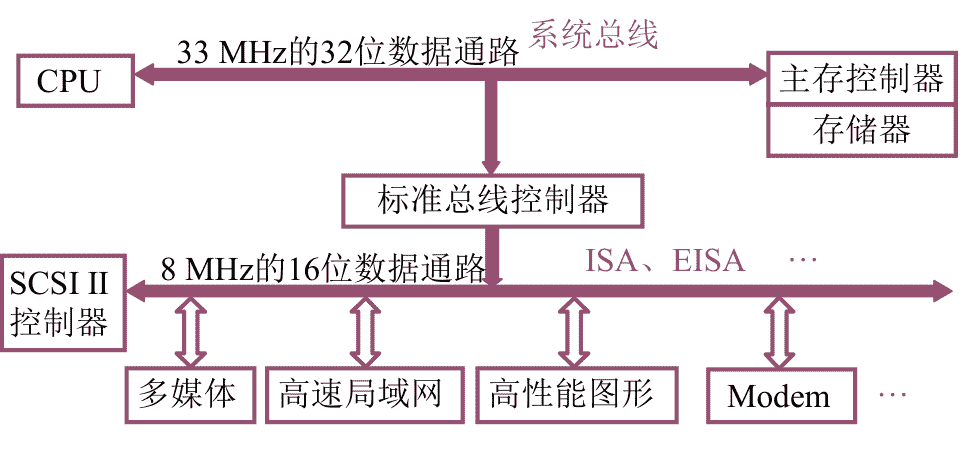 33 MHz的32位数据通路
系统总线
CPU
主存控制器
存储器
标准总线控制器
8 MHz的16位数据通路
ISA、EISA …
SCSI II
控制器
多媒体
高速局域网
高性能图形
Modem
…